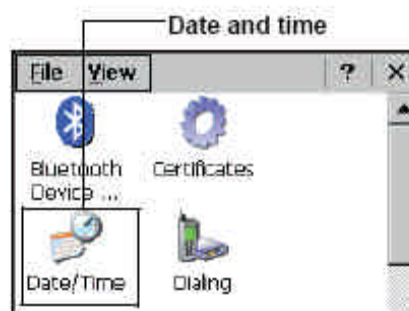 Date and time
File View ? ×
Bluetooth Device ...
Certificates
Date/Time
Dialing